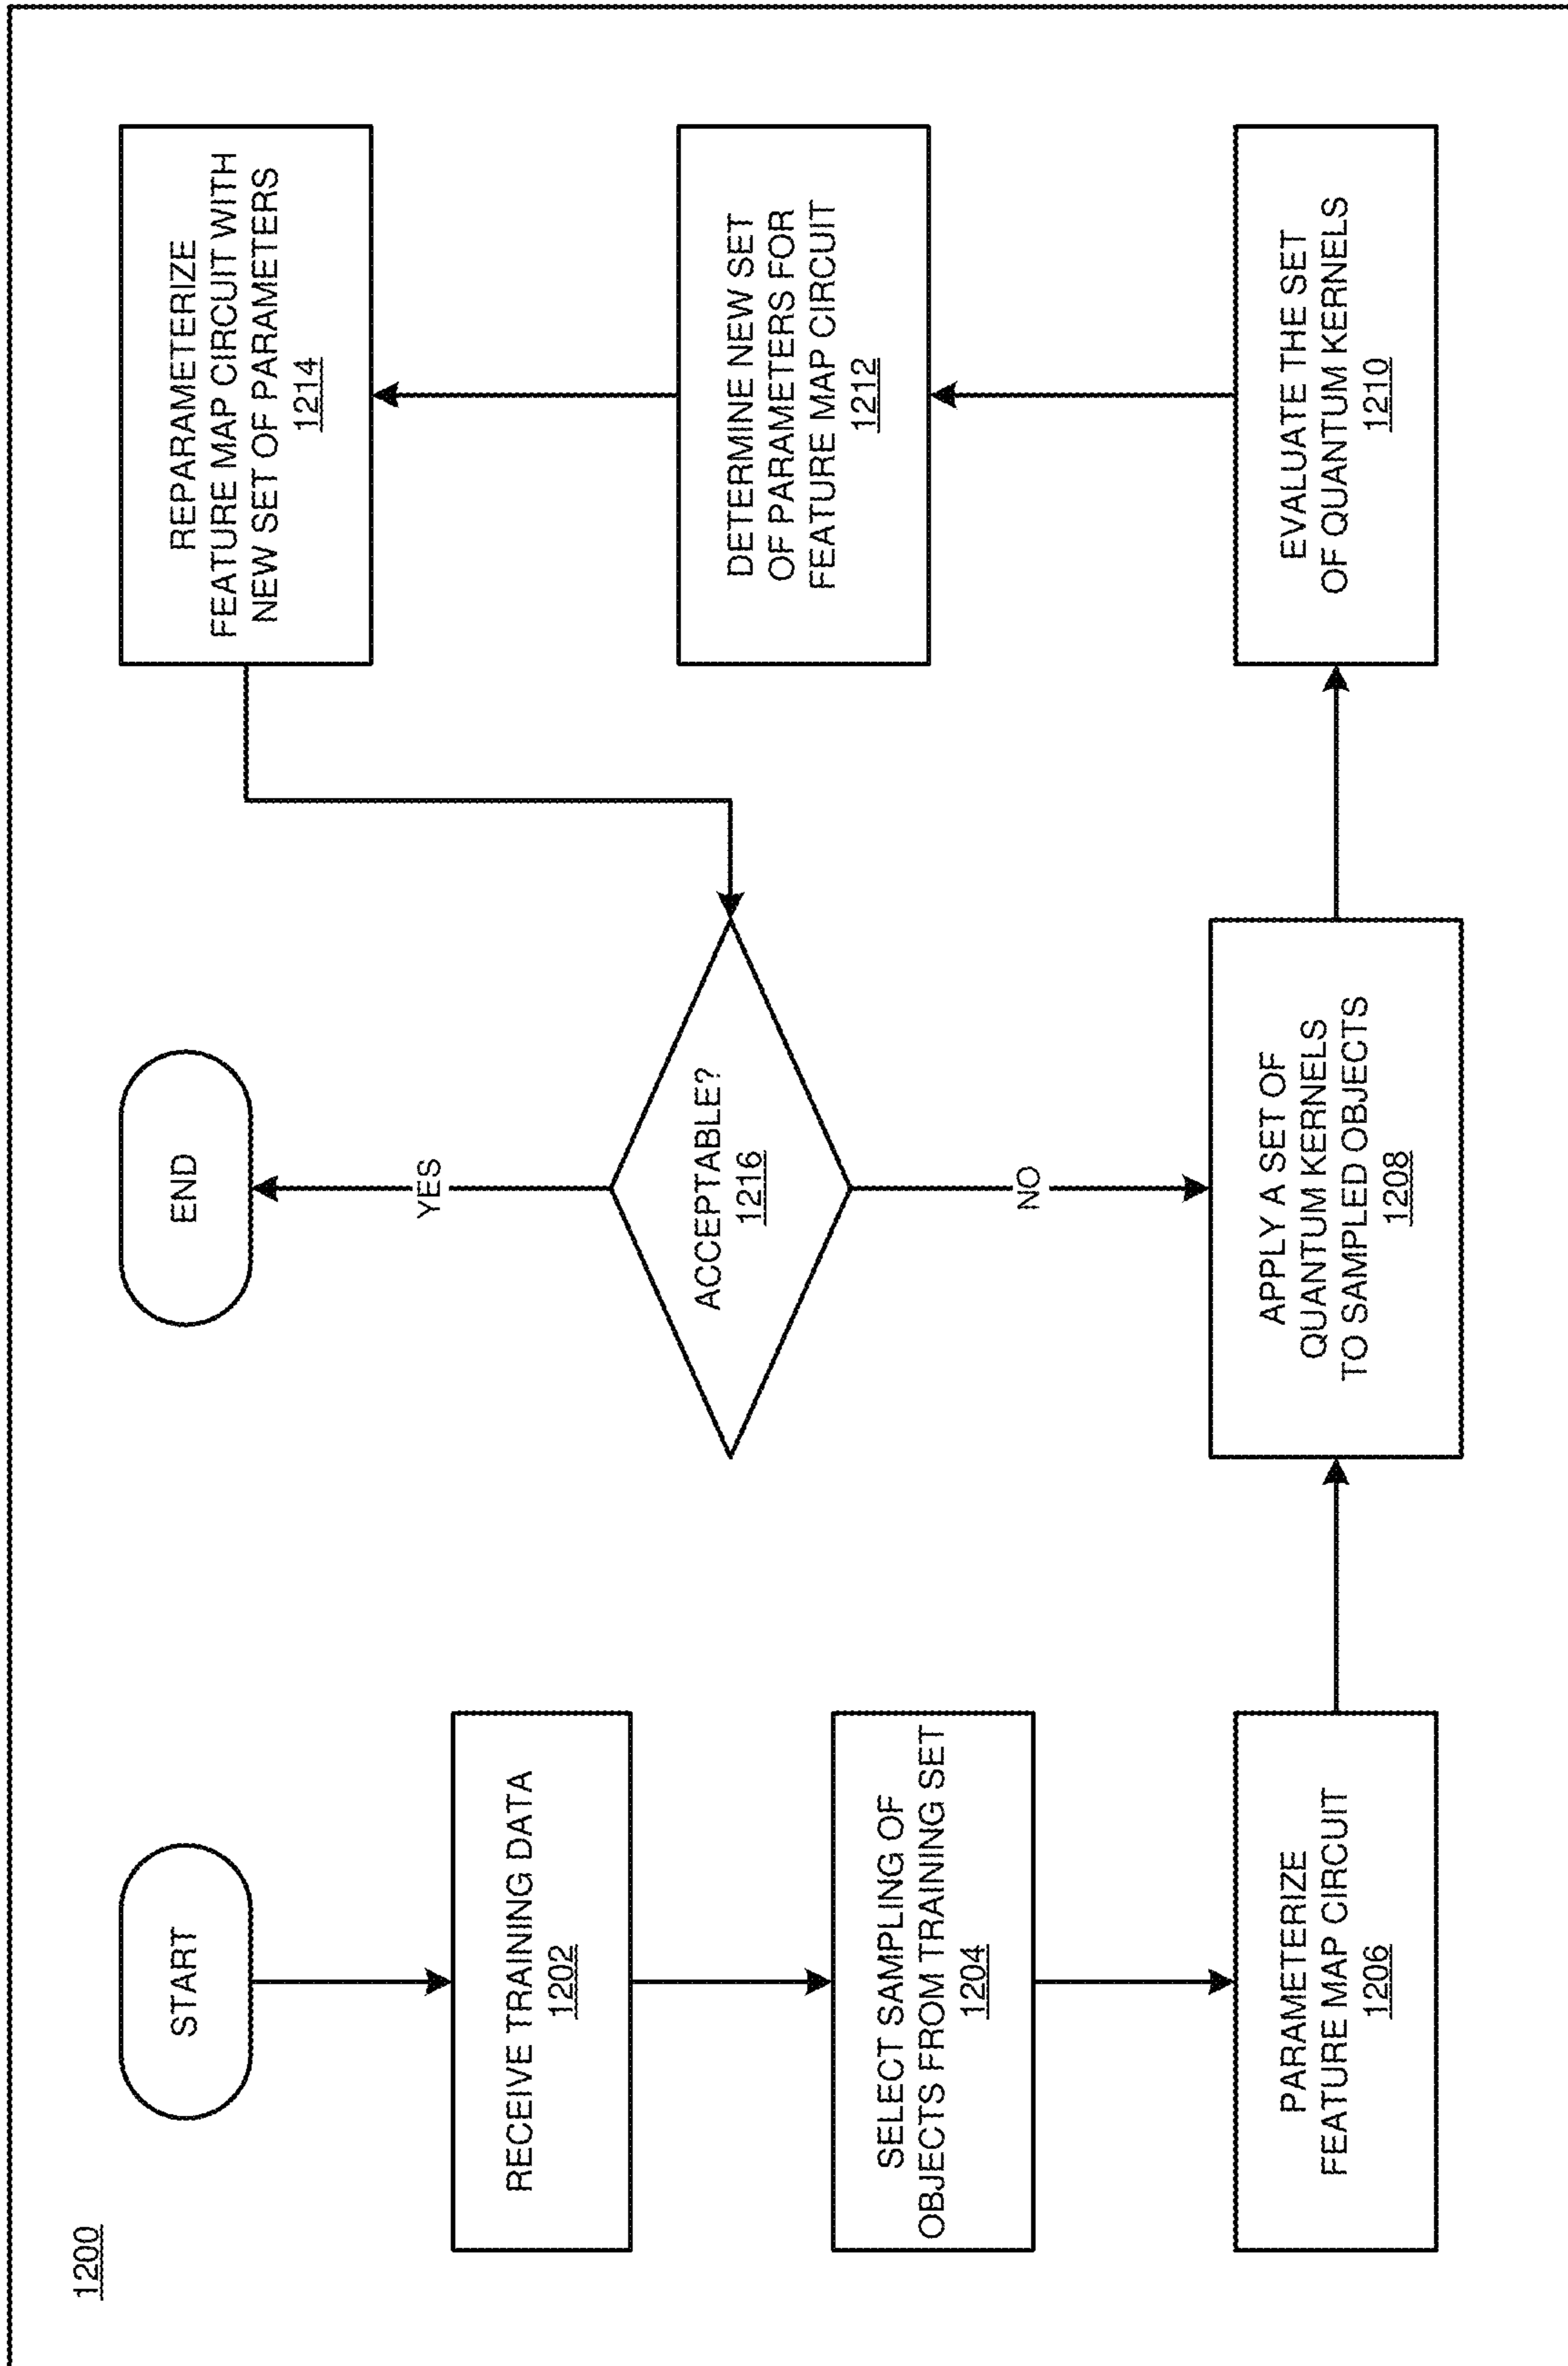 1200
START
RECEIVE TRAINING DATA
1202
SELECT SAMPLING OF
OBJECTS FROM TRAINING SET
1204
PARAMETERIZE
FEATURE MAP CIRCUIT
1206
APPLY A SET OF
QUANTUM KERNELS
TO SAMPLED OBJECTS
1208
EVALUATE THE SET
OF QUANTUM KERNELS
1210
DETERMINE NEW SET
OF PARAMETERS FOR
FEATURE MAP CIRCUIT
1212
REPARAMETERIZE
FEATURE MAP CIRCUIT WITH
NEW SET OF PARAMETERS
1214
ACCEPTABLE?
1216
YES
NO
END